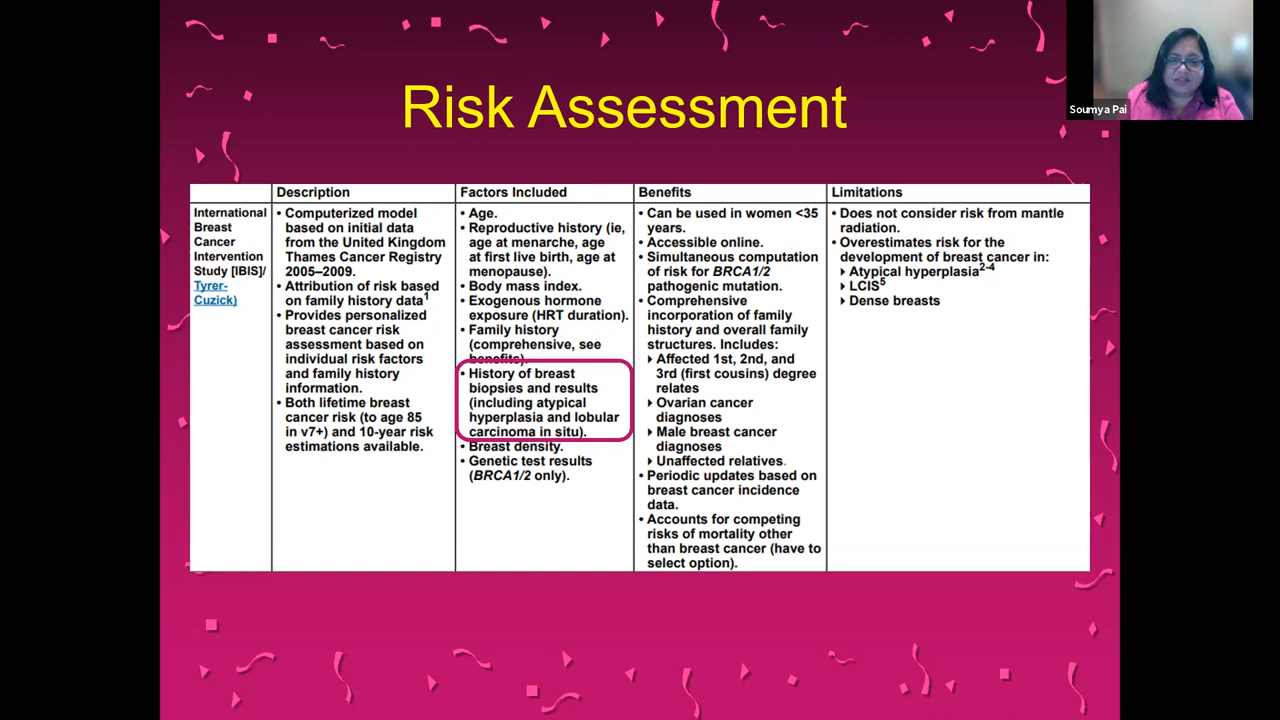 Risk Assessment
Soumya Pai
Description
Factors Included
Benefits
Limitations
International
Breast
Cancer
Intervention
Study [IBIS]/
Tyrer-
Cuzick)
• Computerized model
based on initial data
from the United Kingdom
Thames Cancer Registry
2005–2009.
• Attribution of risk based
on family history data1
• Provides personalized
breast cancer risk
assessment based on
individual risk factors
and family history
information.
• Both lifetime breast
cancer risk (to age 85
in v7+) and 10-year risk
estimations available.
• Age.
• Reproductive history (ie,
age at menarche, age
at first live birth, age at
menopause).
• Body mass index.
• Exogenous hormone
exposure (HRT duration).
• Family history
(comprehensive, see
benefits).
• History of breast
biopsies and results
(including atypical
hyperplasia and lobular
carcinoma in situ).
• Breast density.
• Genetic test results
(BRCA1/2 only).
• Can be used in women <35
years.
• Accessible online.
• Simultaneous computation
of risk for BRCA1/2
pathogenic mutation.
• Comprehensive
incorporation of family
history and overall family
structures. Includes:
Affected 1st, 2nd, and
3rd (first cousins) degree
relates
Ovarian cancer
diagnoses
Male breast cancer
diagnoses
Unaffected relatives.
• Periodic updates based on
breast cancer incidence
data.
• Accounts for competing
risks of mortality other
than breast cancer (have to
select option).
• Does not consider risk from mantle
radiation.
• Overestimates risk for the
development of breast cancer in:
Atypical hyperplasia2-4
LCIS5
Dense breasts